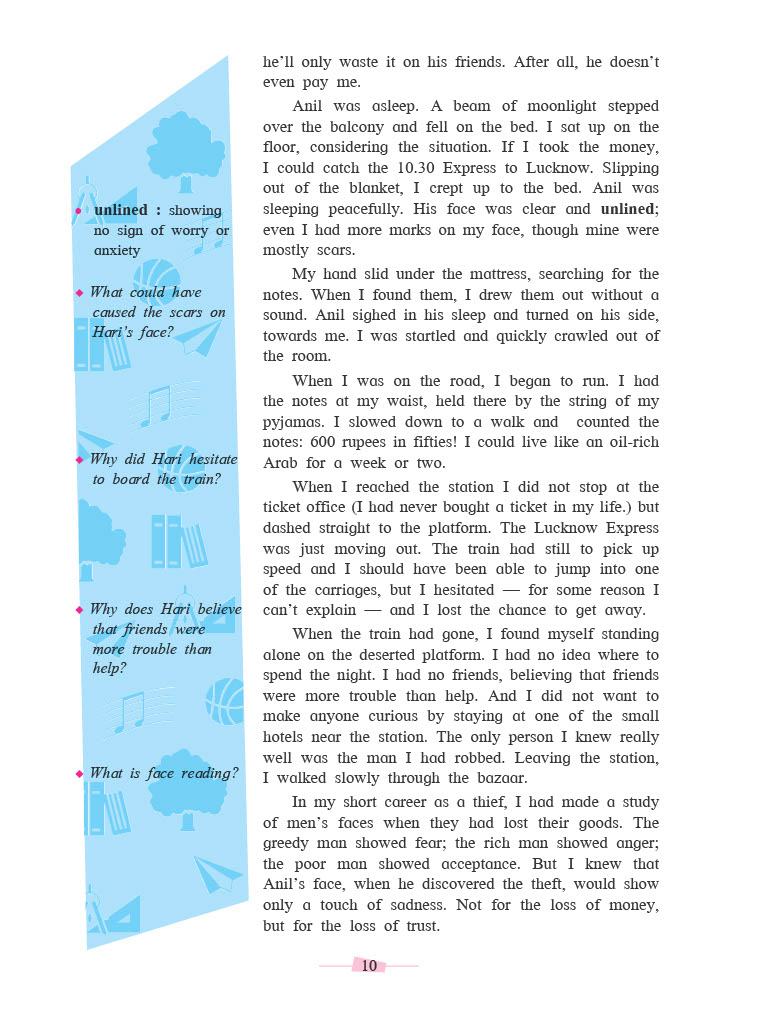 he'll only waste it on his friends. After all, he doesn't
even pay me.
Anil was asleep. A beam of moonlight stepped
over the balcony and fell on the bed. I sat up on the
floor, considering the situation. If I took the money,
I could catch the 10.30 Express to Lucknow. Slipping
out of the blanket, I crept up to the bed. Anil was
sleeping peacefully. His face was clear and unlined;
even I had more marks on my face, though mine were
mostly scars.
My hand slid under the mattress, searching for the
notes. When I found them, I drew them out without a
sound. Anil sighed in his sleep and turned on his side,
towards me. I was startled and quickly crawled out of
the room.
When I was on the road, I began to run. I had
the notes at my waist, held there by the string of my
pyjamas. I slowed down to a walk and counted the
notes: 600 rupees in fifties! I could live like an oil-rich
Arab for a week or two.
When I reached the station I did not stop at the
ticket office (I had never bought a ticket in my life.) but
dashed straight to the platform. The Lucknow Express
was just moving out. The train had still to pick up
speed and I should have been able to jump into one
of the carriages, but I hesitated — for some reason I
can't explain — and I lost the chance to get away.
When the train had gone, I found myself standing
alone on the deserted platform. I had no idea where to
spend the night. I had no friends, believing that friends
were more trouble than help. And I did not want to
make anyone curious by staying at one of the small
hotels near the station. The only person I knew really
well was the man I had robbed. Leaving the station,
I walked slowly through the bazaar.
In my short career as a thief, I had made a study
of men's faces when they had lost their goods. The
greedy man showed fear; the rich man showed anger;
the poor man showed acceptance. But I knew that
Anil's face, when he discovered the theft, would show
only a touch of sadness. Not for the loss of money,
but for the loss of trust.
• unlined : showing
no sign of worry or
anxiety
◆ What could have
caused the scars on
Hari's face?
◆ Why did Hari hesitate
to board the train?
◆ Why does Hari believe
that friends were
more trouble than
help?
◆ What is face reading?
10